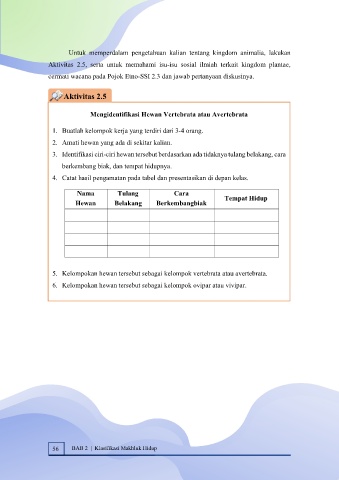 Untuk memperdalam pengetahuan kalian tentang kingdom animalia, lakukan
Aktivitas 2.5, serta untuk memahami isu-isu sosial ilmiah terkait kingdom plantae,
cermati wacana pada Pojok Etno-SSI 2.3 dan jawab pertanyaan diskusinya.
Aktivitas 2.5
Mengidentifikasi Hewan Vertebrata atau Avertebrata
1. Buatlah kelompok kerja yang terdiri dari 3-4 orang.
2. Amati hewan yang ada di sekitar kalian.
3. Identifikasi ciri-ciri hewan tersebut berdasarkan ada tidaknya tulang belakang, cara
berkembang biak, dan tempat hidupnya.
4. Catat hasil pengamatan pada tabel dan presentasikan di depan kelas.
Nama Tulang Cara Tempat Hidup
Hewan Belakang Berkembangbiak
5. Kelompokan hewan tersebut sebagai kelompok vertebrata atau avertebrata.
6. Kelompokan hewan tersebut sebagai kelompok ovipar atau vivipar.
56 BAB 2 | Klasifikasi Makhluk Hidup